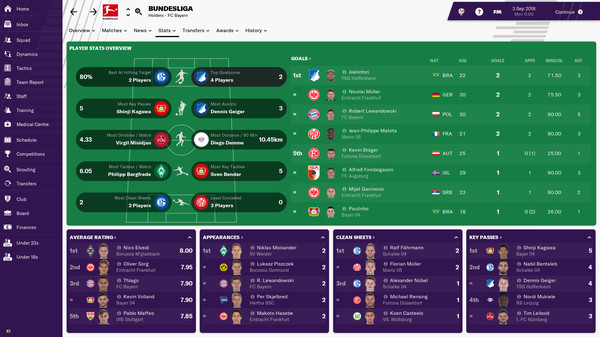 BUNDESLIGA
Holders - FC Bayern
FM
3 Sep 2018
Mon 0:00
Continue
Home
Inbox
Squad
Dynamics
Tactics
Team Report
Staff
Training
Medical Centre
Schedule
Competitions
Scouting
Transfers
Club
Board
Finances
Under 23s
Under 18s
Overview
Matches
News
Stats
Transfers
Awards
History
PLAYER STATS OVERVIEW
80% Best At Hitting Target 2 Players
Top Goalscorer 2 Players 2
5 Most Key Passes Shinji Kagawa
Most Assists Dennis Geiger 3
4.33 Most Dribbles / Match Virgil Misidjan
Most Distance / 90 Min Diego Demme 10.45km
6.05 Most Tackles / Match Philipp Bargfrede
Most Key Tackles Sven Bender 5
2 Most Clean Sheets 2 Players
Least Conceded 3 Players 0
GOALS
NAT AGE GOALS APPS MINS/GL SHT
1st Joelinton TSG Hoffenheim BRA 22 2 2 71.50 3
Nicolai Müller Eintracht Frankfurt GER 30 2 2 75.50 3
Robert Lewandowski FC Bayern POL 30 2 2 90.00 5
Jean-Philippe Mateta Mainz 05 FRA 21 2 2 90.00 3
5th Kevin Stöger Fortuna Düsseldorf AUT 25 1 0 (1) 25.00 1
Alfreð Finnbogason FC Augsburg ISL 29 1 1 90.00 3
Mijat Gacinovic Eintracht Frankfurt SRB 23 1 1 90.00 2
Paulinho Bayer 04 BRA 18 1 0 (2) 25.00 1
AVERAGE RATING
1st Nico Elvedi Borussia M'gladbach 8.00
2nd Oliver Sorg Mainz 7.95
3rd Thiago FC Bayern 7.90
Kevin Volland Bayer 04 7.90
5th Pablo Maffeo VfB Stuttgart 7.85
APPEARANCES
1st Niklas Moisander SV Werder 2
Lukasz Piszczek Borussia Dortmund 2
R. Lewandowski FC Bayern 2
Per Skjelbred Hertha BSC 2
Makoto Hasebe Eintracht Frankfurt 2
CLEAN SHEETS
1st Ralf Fährmann Schalke 04 2
Florian Müller Mainz 05 2
3rd Alexander Nübel Schalke 04 1
Michael Rensing Fortuna Düsseldorf 1
Koen Casteels VfL Wolfsburg 1
KEY PASSES
1st Shinji Kagawa Bayer 04 5
2nd Nabil Bentaleb Schalke 04 4
Dennis Geiger TSG Hoffenheim 4
4th Nordi Mukiele RB Leipzig 3
Tim Leibold 1. FC Nürnberg 3